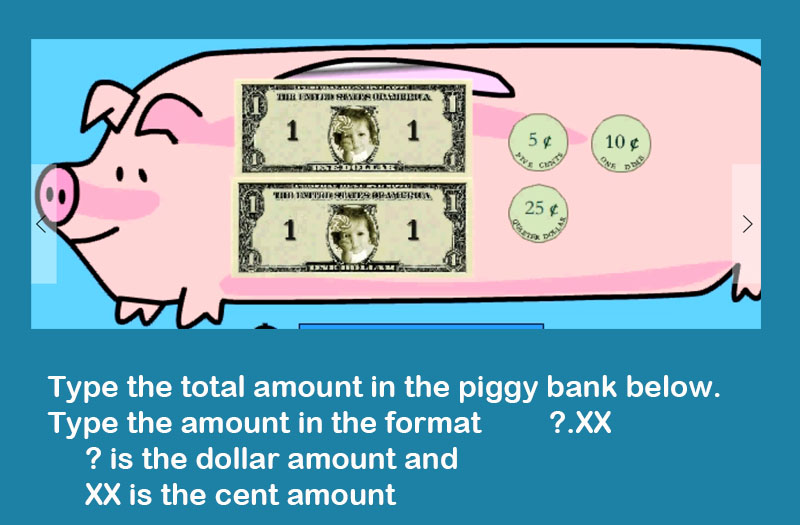 THE UNITED STATES OF AMERICA
1 1
ONE DOLLAR
THE UNITED STATES OF AMERICA
1 1
ONE DOLLAR
5 ¢
FIVE CENTS
10 ¢
ONE DIME
25 ¢
QUARTER DOLLAR
Type the total amount in the piggy bank below.
Type the amount in the format ?.XX
? is the dollar amount and
XX is the cent amount